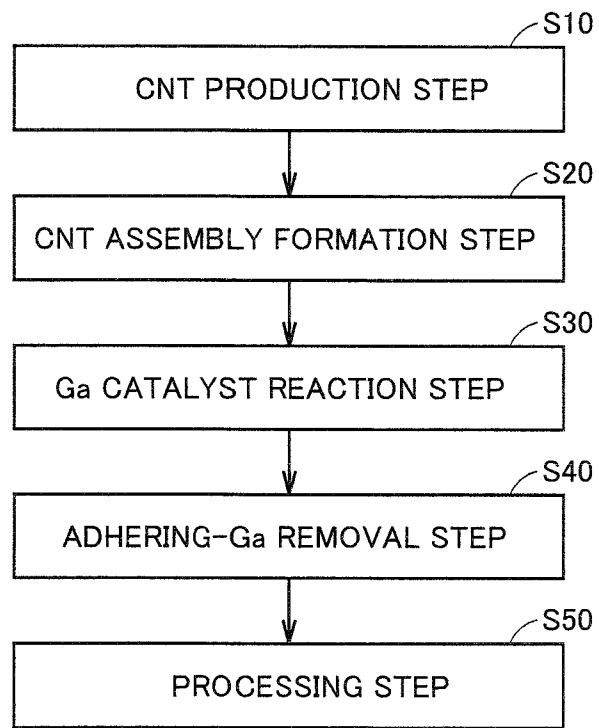 S10
CNT PRODUCTION STEP
S20
CNT ASSEMBLY FORMATION STEP
S30
Ga CATALYST REACTION STEP
S40
ADHERING-Ga REMOVAL STEP
S50
PROCESSING STEP